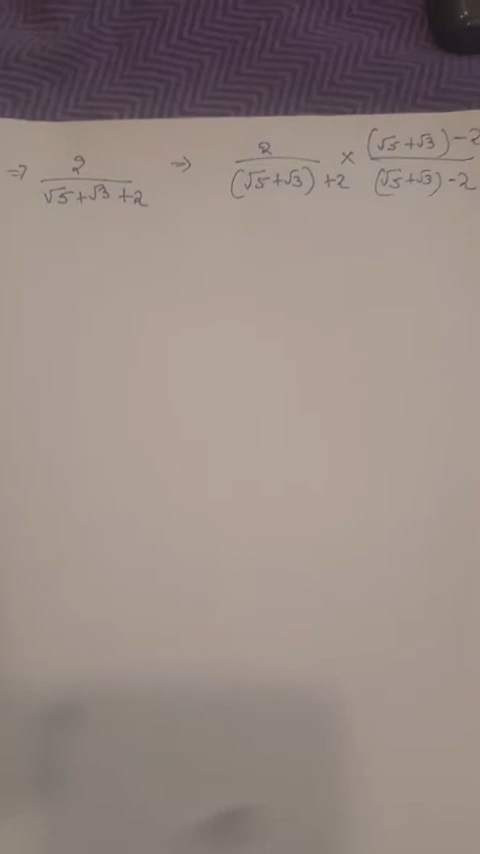 ⇒ 2/(√5+√3+2) ⇒ 2/((√5+√3)+2) × ((√5+√3)-2)/((√5+√3)-2)